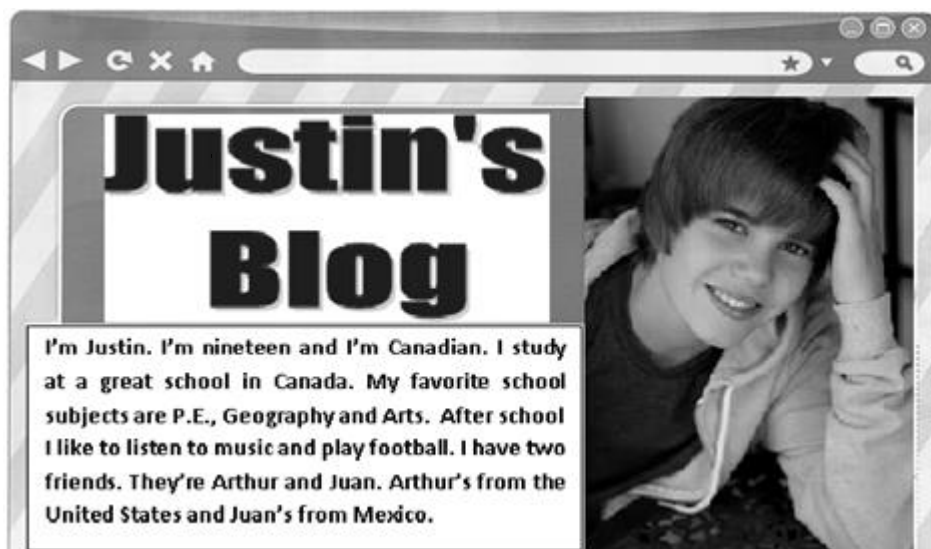 Justin's
Blog
I'm Justin. I'm nineteen and I'm Canadian. I study
at a great school in Canada. My favorite school
subjects are P.E., Geography and Arts. After school
I like to listen to music and play football. I have two
friends. They're Arthur and Juan. Arthur's from the
United States and Juan's from Mexico.